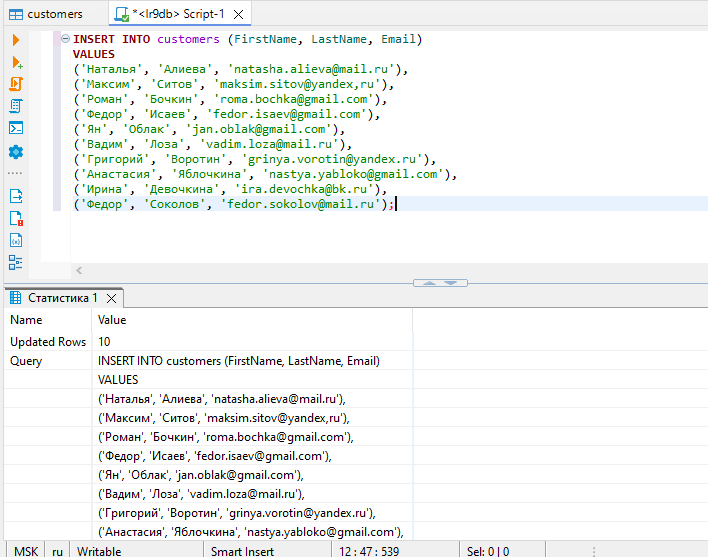 customers
*<lr9db> Script-1
INSERT INTO customers (FirstName, LastName, Email)
VALUES
('Наталья', 'Алиева', 'natasha.alieva@mail.ru'),
('Максим', 'Ситов', 'maksim.sitov@yandex,ru'),
('Роман', 'Бочкин', 'roma.bochka@gmail.com'),
('Федор', 'Исаев', 'fedor.isaev@gmail.com'),
('Ян', 'Облак', 'jan.oblak@gmail.com'),
('Вадим', 'Лоза', 'vadim.loza@mail.ru'),
('Григорий', 'Воротин', 'grinya.vorotin@yandex.ru'),
('Анастасия', 'Яблочкина', 'nastya.yabloko@gmail.com'),
('Ирина', 'Девочкина', 'ira.devochka@bk.ru'),
('Федор', 'Соколов', 'fedor.sokolov@mail.ru');
Статистика 1
Name Value
Updated Rows 10
Query INSERT INTO customers (FirstName, LastName, Email)
VALUES
('Наталья', 'Алиева', 'natasha.alieva@mail.ru'),
('Максим', 'Ситов', 'maksim.sitov@yandex,ru'),
('Роман', 'Бочкин', 'roma.bochka@gmail.com'),
('Федор', 'Исаев', 'fedor.isaev@gmail.com'),
('Ян', 'Облак', 'jan.oblak@gmail.com'),
('Вадим', 'Лоза', 'vadim.loza@mail.ru'),
('Григорий', 'Воротин', 'grinya.vorotin@yandex.ru'),
('Анастасия', 'Яблочкина', 'nastya.yabloko@gmail.com'),
MSK ru Writable Smart Insert 12 : 47 : 539 Sel: 0 | 0